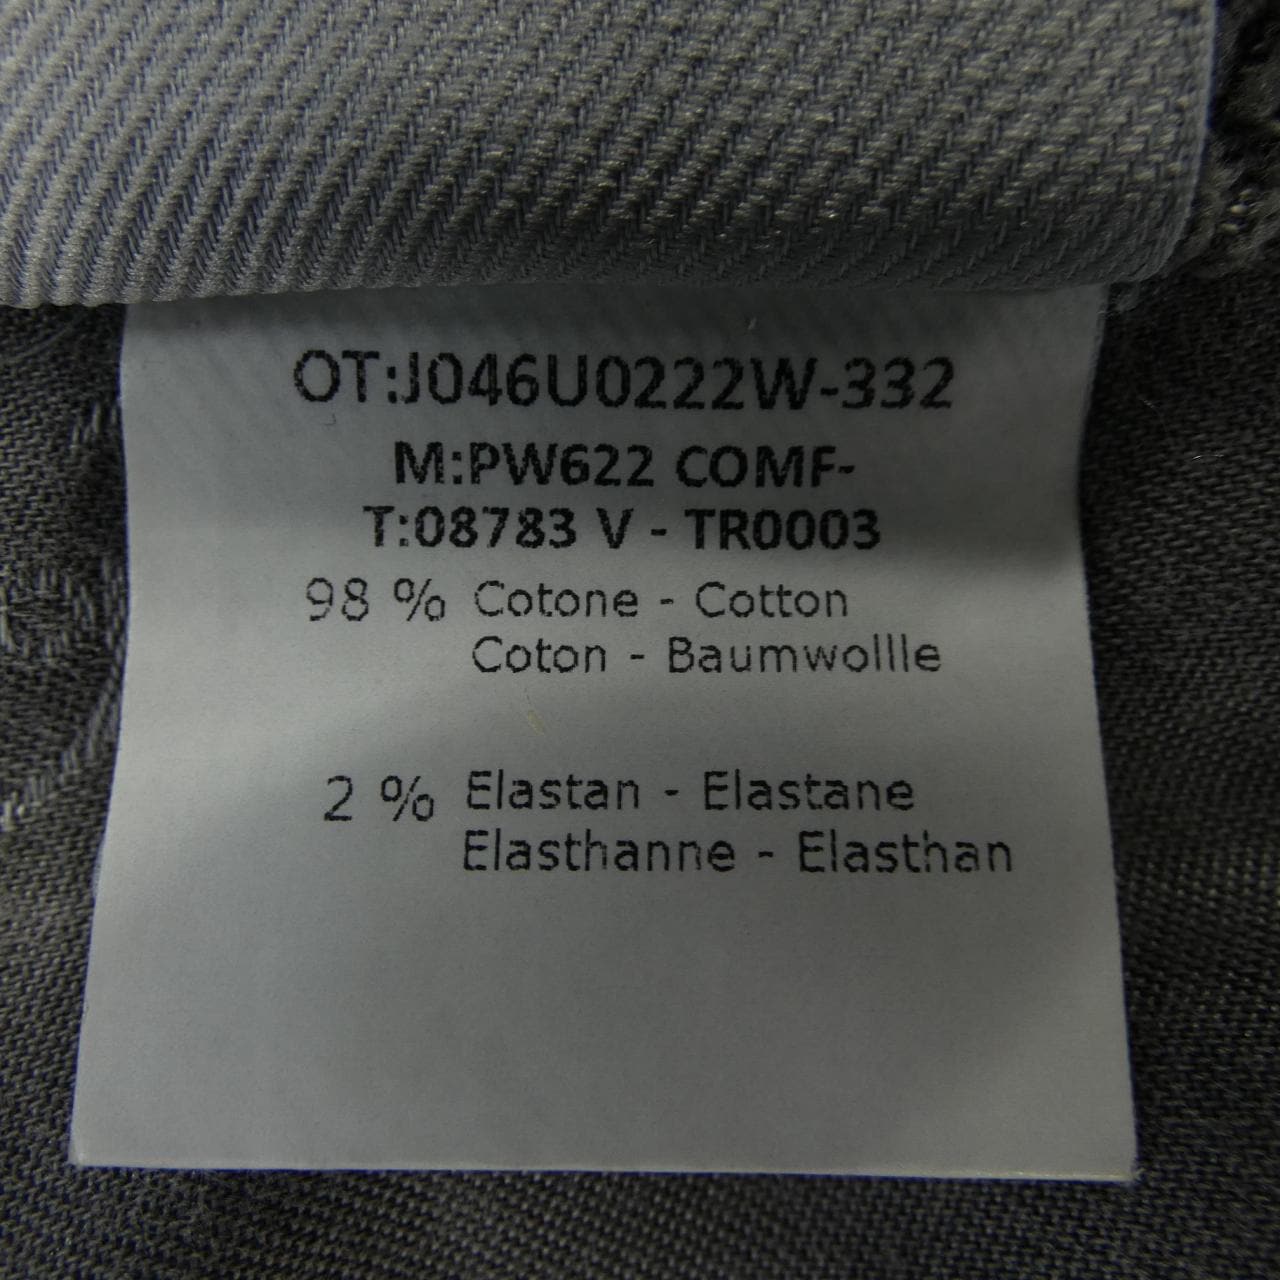 OT:J046U0222W-332
M:PW622 COMF-
T:08783 V - TR0003
98 % Cotone - Cotton
Coton - Baumwollle
2 % Elastan - Elastane
Elasthanne - Elasthan